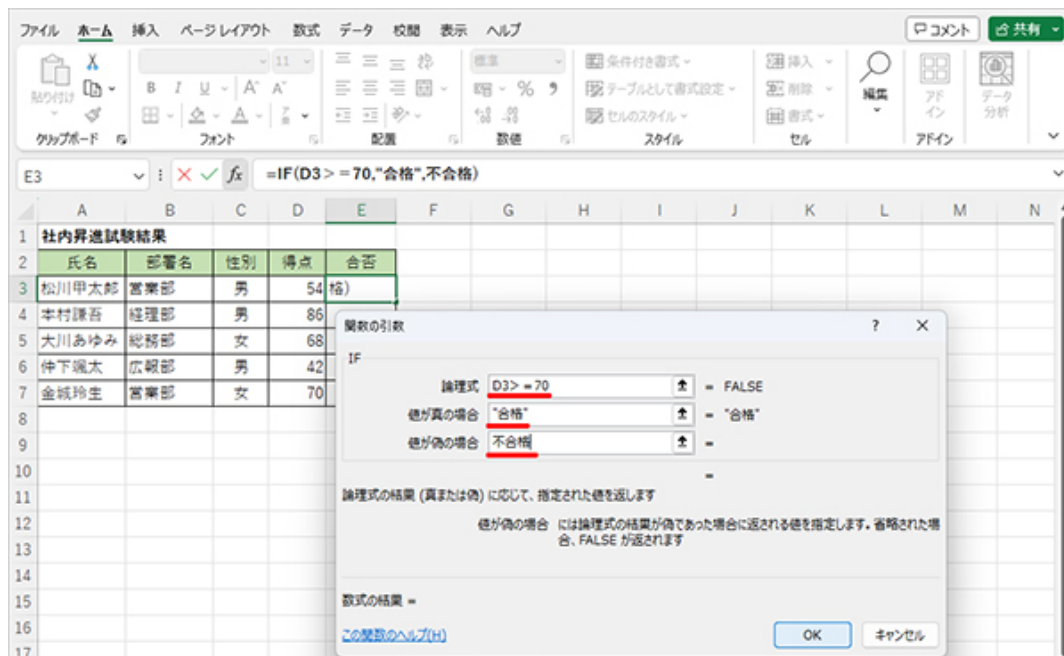 ファイル ホーム 挿入 ページ レイアウト 数式 データ 校閲 表示 ヘルプ コメント 共有
貼り付け
クリップボード
11
B I U A A
A
フォント
配置
標準
%
数値
条件付き書式
テーブルとして書式設定
セルのスタイル
スタイル
挿入
削除
書式
セル
編集
アド
イン
アドイン
データ
分析
E3 fx =IF(D3>=70,"合格",不合格)
A B C D E F G H I J K L M N
1 社内昇進試験結果
2 氏名 部署名 性別 得点 合否
3 松川甲太郎 営業部 男 54 格)
4 本村謙吾 経理部 男 86
5 大川あゆみ 総務部 女 68
6 仲下颯太 広報部 男 42
7 金城玲生 営業部 女 70
8
9
10
11
12
13
14
15
16
17
関数の引数 ? ×
IF
論理式 D3>=70 = FALSE
値が真の場合 "合格" = "合格"
値が偽の場合 不合格 =
=
論理式の結果 (真または偽) に応じて、指定された値を返します
値が偽の場合 には論理式の結果が偽であった場合に返される値を指定します。省略された場
合、FALSE が返されます
数式の結果 =
この関数のヘルプ(H)
OK キャンセル